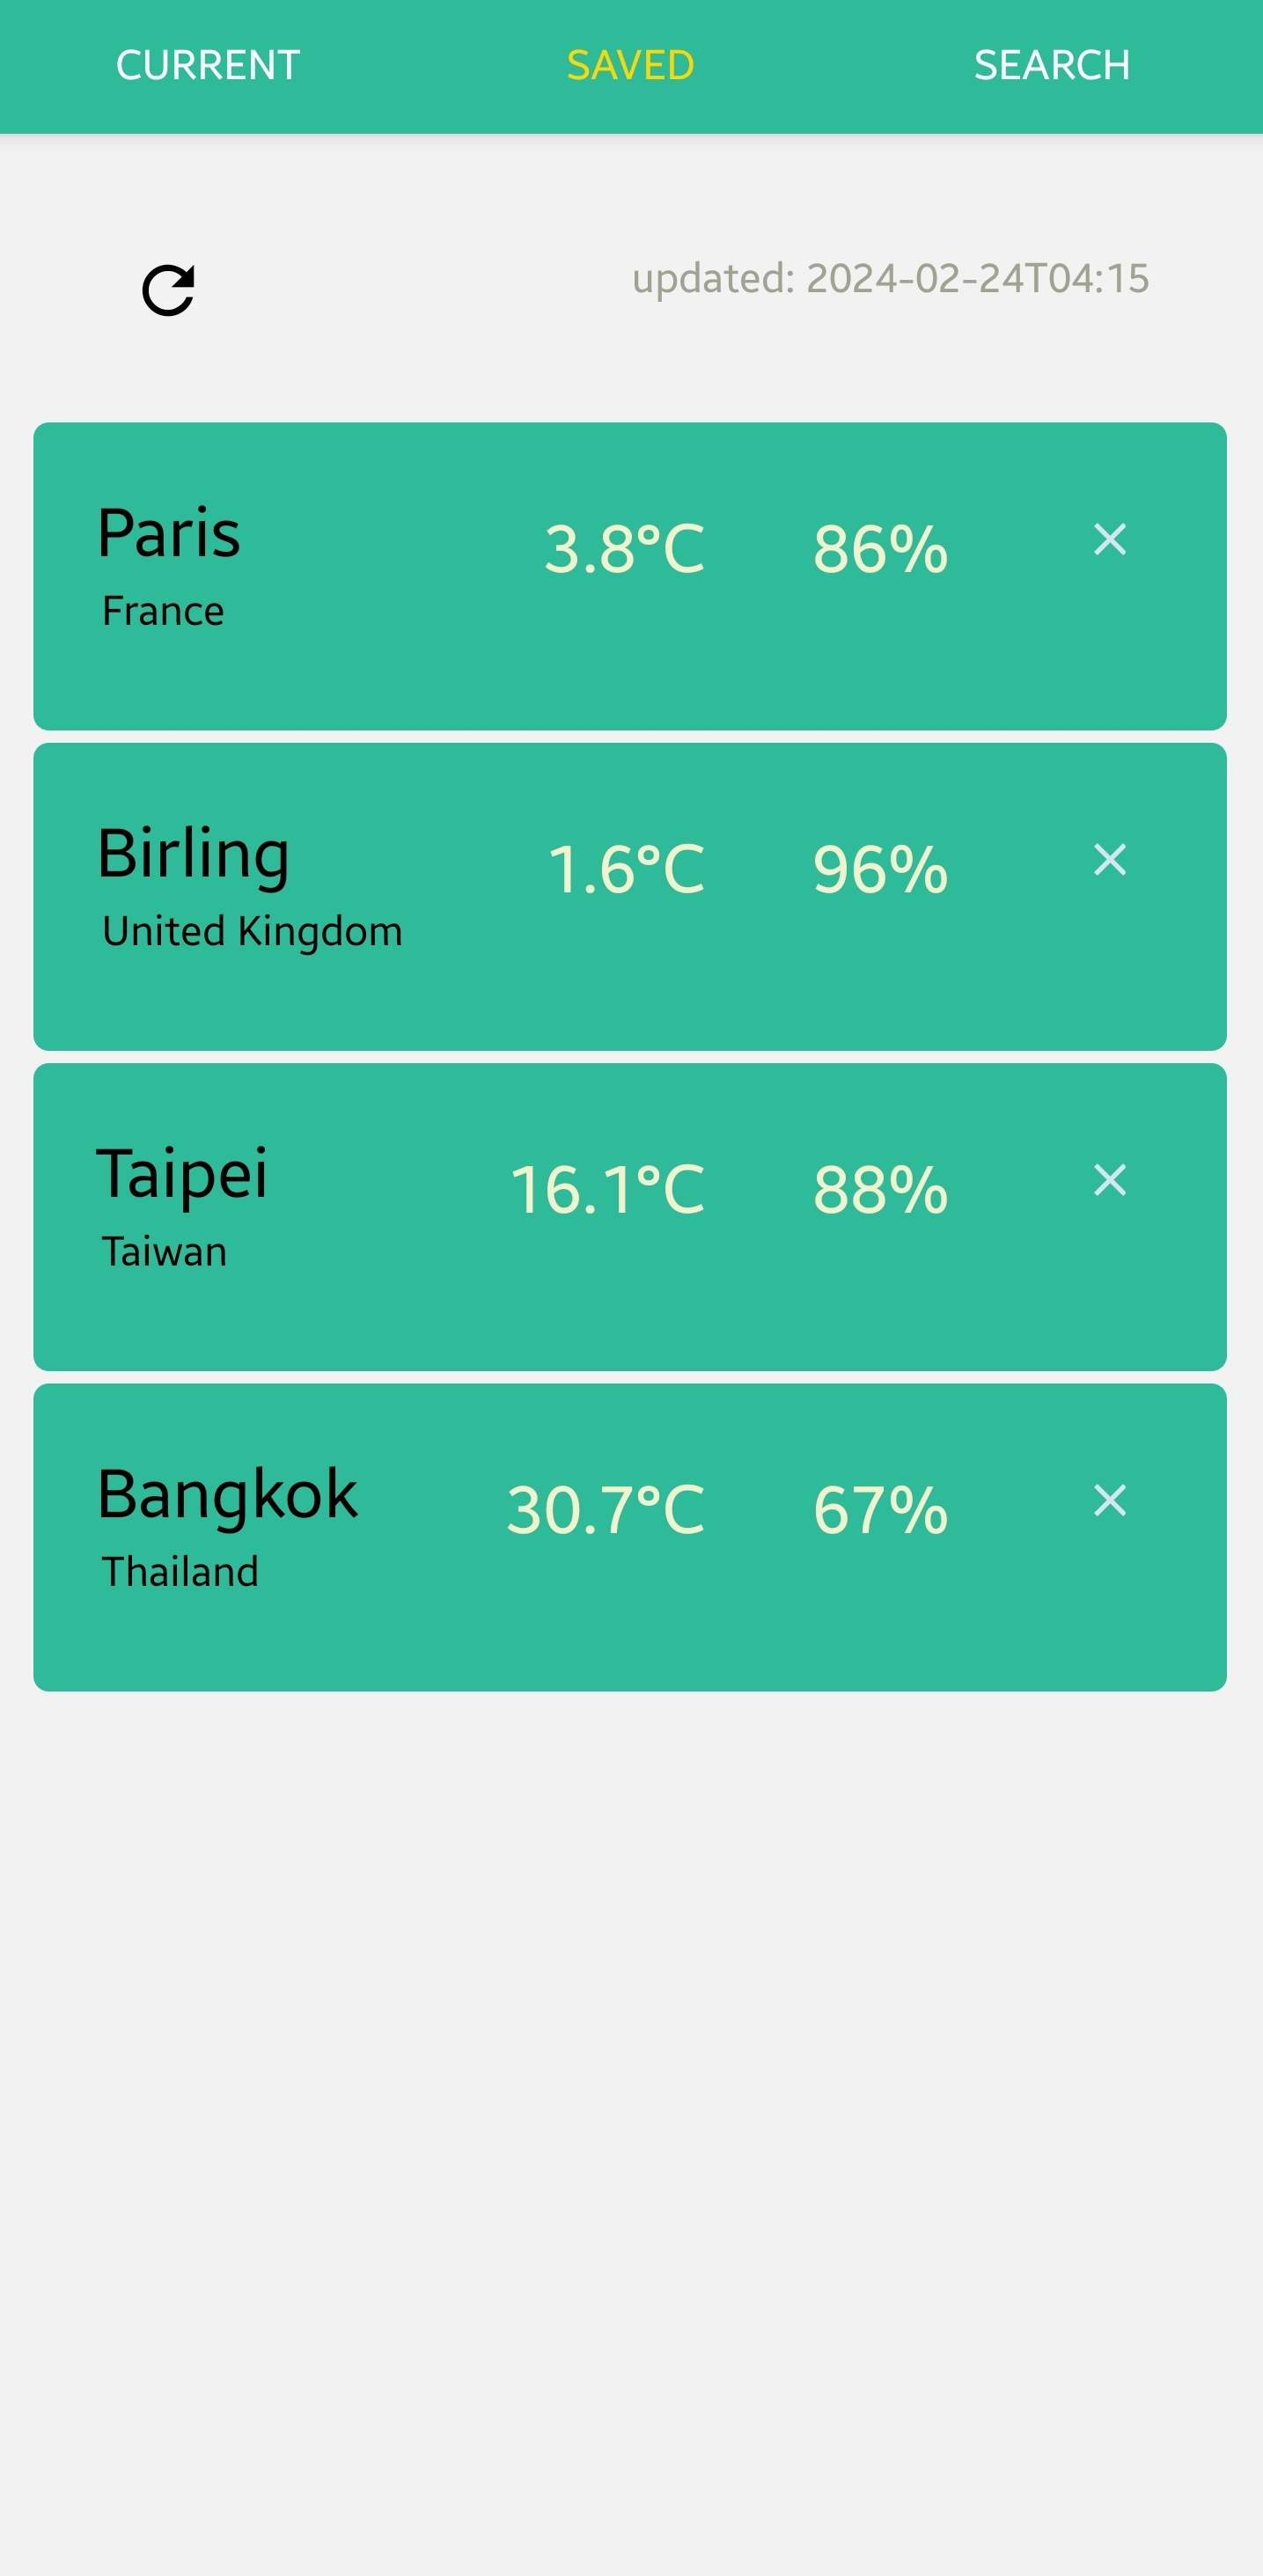 CURRENT SAVED SEARCH
updated: 2024-02-24T04:15
Paris 3.8°C 86% ×
France
Birling 1.6°C 96% ×
United Kingdom
Taipei 16.1°C 88% ×
Taiwan
Bangkok 30.7°C 67% ×
Thailand